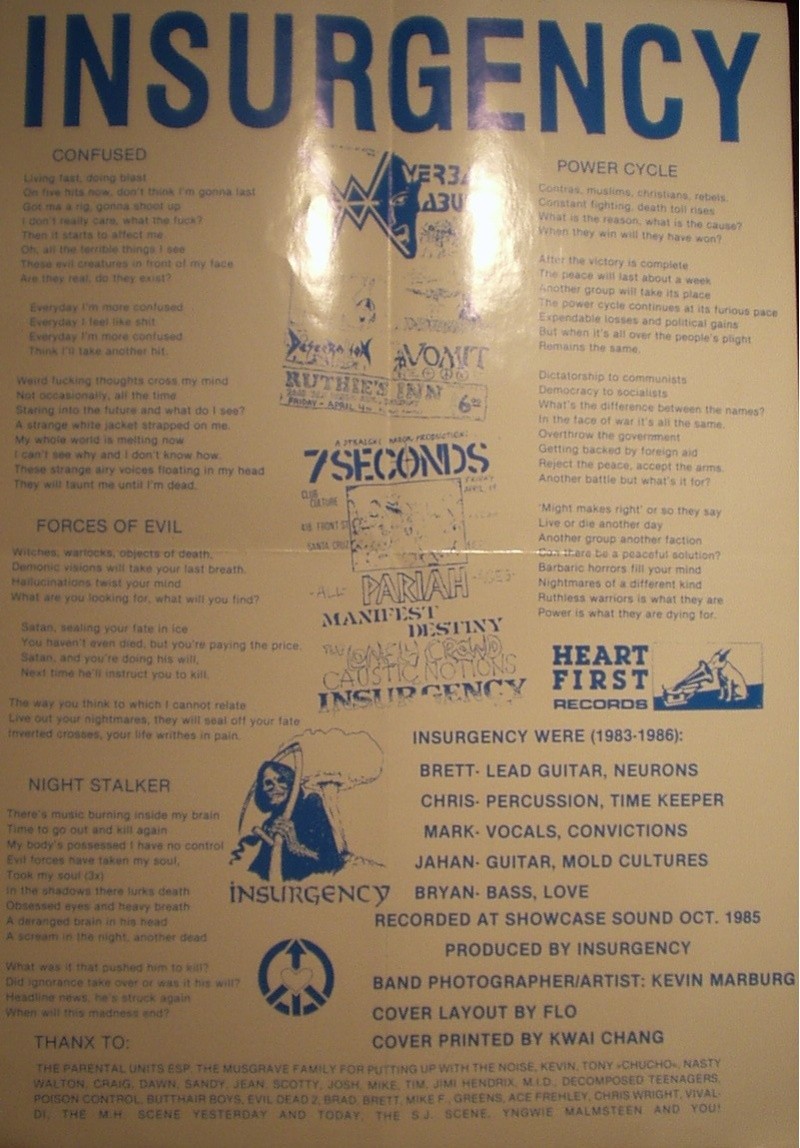 INSURGENCY
CONFUSED
Living fast, doing blast
On five hits now, don't think I'm gonna last
Got ma a rig, gonna shoot up
I don't really care, what the fuck?
Then it starts to affect me
Oh, all the terrible things I see
These evil creatures in front of my face
Are they real, do they exist?
Everyday I'm more confused
Everyday I feel like shit
Everyday I'm more confused
Think I'll take another hit.
Weird fucking thoughts cross my mind
Not occasionally, all the time
Staring into the future and what do I see?
A strange white jacket strapped on me.
My whole world is melting now
I can't see why and I don't know how.
These strange airy voices floating in my head
They will taunt me until I'm dead.
FORCES OF EVIL
Witches, warlocks, objects of death,
Demonic visions will take your last breath.
Hallucinations twist your mind
What are you looking for, what will you find?
Satan, sealing your fate in ice
You haven't even died, but you're paying the price.
Satan, and you're doing his will,
Next time he'll instruct you to kill.
The way you think to which I cannot relate
Live out your nightmares, they will seal off your fate
Inverted crosses, your life writhes in pain.
NIGHT STALKER
There's music burning inside my brain
Time to go out and kill again
My body's possessed I have no control
Evil forces have taken my soul,
Took my soul (3x)
In the shadows there lurks death
Obsessed eyes and heavy breath
A deranged brain in his head
A scream in the night, another dead
What was it that pushed him to kill?
Did ignorance take over or was it his will?
Headline news, he's struck again
When will this madness end?
VERBA
ABU
DESECRATION
VOMIT
RUTHIE'S INN
FRIDAY - APRIL 4
6
7SECONDS
FRIDAY
APRIL
CLUB
CULTURE
418 FRONT ST
SANTA CRUZ
-ALL- PARIAH -AGES-
MANIFEST
DESTINY
THE LONELY CROWD
CAUSTIC NOTIONS
INSURGENCY
INSURGENCY
POWER CYCLE
Contras, muslims, christians, rebels.
Constant fighting, death toll rises
What is the reason, what is the cause?
When they win will they have won?
After the victory is complete
The peace will last about a week
Another group will take its place
The power cycle continues at its furious pace
Expendable losses and political gains
But when it's all over the people's plight
Remains the same.
Dictatorship to communists
Democracy to socialists
What's the difference between the names?
In the face of war it's all the same.
Overthrow the government
Getting backed by foreign aid
Reject the peace, accept the arms.
Another battle but what's it for?
'Might makes right' or so they say
Live or die another day
Another group another faction
Can there be a peaceful solution?
Barbaric horrors fill your mind
Nightmares of a different kind
Ruthless warriors is what they are
Power is what they are dying for.
HEART
FIRST
RECORDS
INSURGENCY WERE (1983-1986):
BRETT- LEAD GUITAR, NEURONS
CHRIS- PERCUSSION, TIME KEEPER
MARK- VOCALS, CONVICTIONS
JAHAN- GUITAR, MOLD CULTURES
BRYAN- BASS, LOVE
RECORDED AT SHOWCASE SOUND OCT. 1985
PRODUCED BY INSURGENCY
BAND PHOTOGRAPHER/ARTIST: KEVIN MARBURG
COVER LAYOUT BY FLO
COVER PRINTED BY KWAI CHANG
THANX TO:
THE PARENTAL UNITS ESP. THE MUSGRAVE FAMILY FOR PUTTING UP WITH THE NOISE, KEVIN, TONY »CHUCHO«, NASTY
WALTON, CRAIG, DAWN, SANDY, JEAN, SCOTTY, JOSH, MIKE, TIM, JIMI HENDRIX, M.I.D., DECOMPOSED TEENAGERS,
POISON CONTROL, BUTTHAIR BOYS, EVIL DEAD 2, BRAD, BRETT, MIKE F., GREENS, ACE FREHLEY, CHRIS WRIGHT, VIVAL-
DI, THE M.H. SCENE YESTERDAY AND TODAY, THE S.J. SCENE, YNGWIE MALMSTEEN AND YOU!